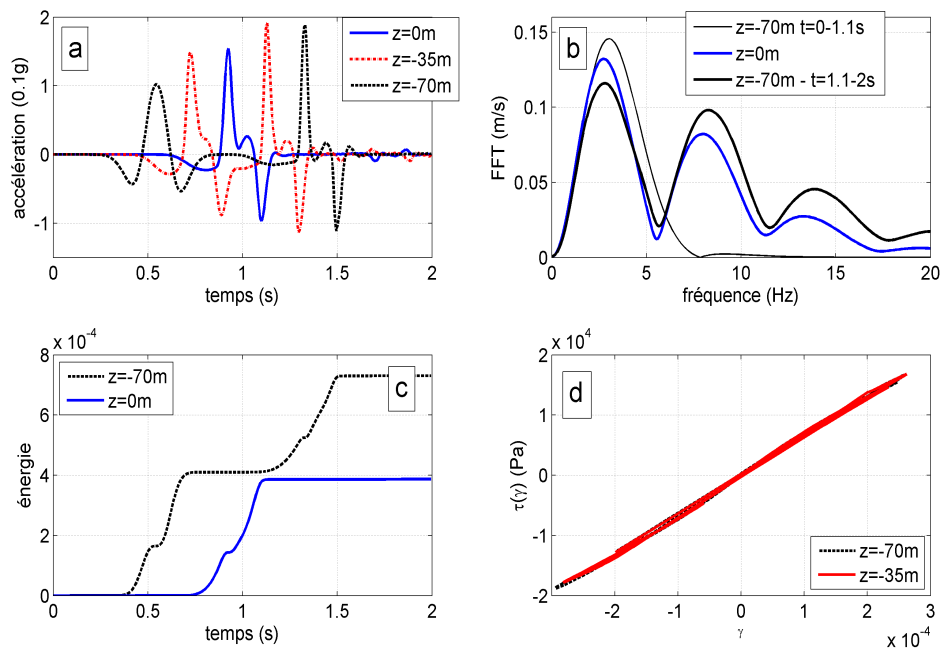 a
z=0m
z=-35m
z=-70m
accélération (0.1g)
2
1
0
-1
0
0.5
1
1.5
2
temps (s)
b
z=-70m t=0-1.1s
z=0m
z=-70m - t=1.1-2s
FFT (m/s)
0.15
0.1
0.05
0
0
5
10
15
20
fréquence (Hz)
x 10⁻⁴
c
z=-70m
z=0m
énergie
8
6
4
2
0
0
0.5
1
1.5
2
temps (s)
x 10⁴
d
τ(γ) (Pa)
2
1
0
-1
-2
z=-70m
z=-35m
-2
-1
0
1
2
3
γ
x 10⁻⁴